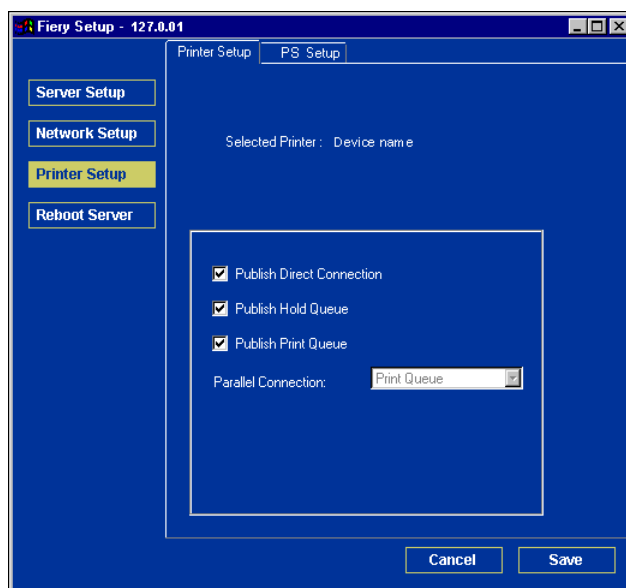 Fiery Setup - 127.0.01
Printer Setup
PS Setup
Server Setup
Network Setup
Printer Setup
Reboot Server
Selected Printer : Device name
Publish Direct Connection
Publish Hold Queue
Publish Print Queue
Parallel Connection:
Print Queue
Cancel
Save